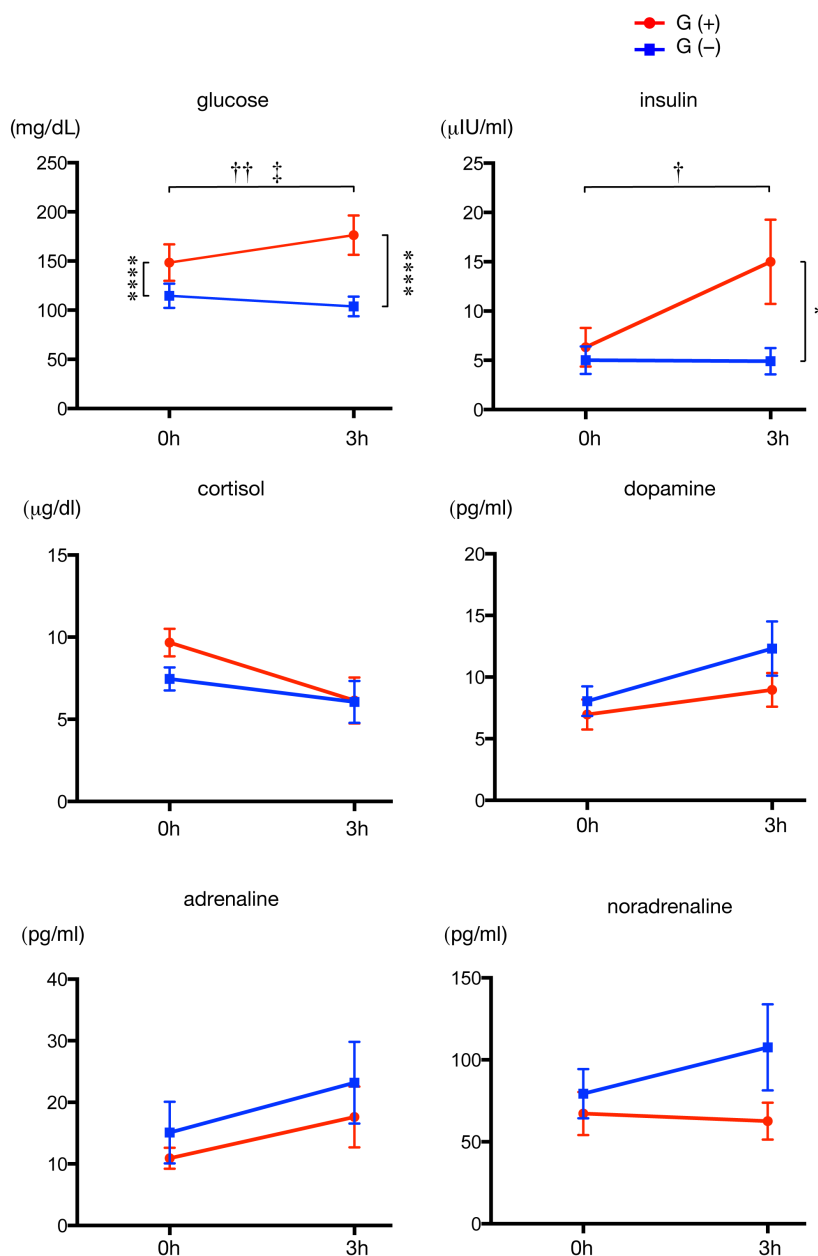 G (+)
G (−)
glucose
(mg/dL)
250
200
150
100
50
0
†† ‡
****
****
0h
3h
insulin
(μIU/ml)
25
20
15
10
5
0
†
0h
3h
cortisol
(μg/dl)
15
10
5
0
0h
3h
dopamine
(pg/ml)
20
15
10
5
0
0h
3h
adrenaline
(pg/ml)
40
30
20
10
0
0h
3h
noradrenaline
(pg/ml)
150
100
50
0
0h
3h